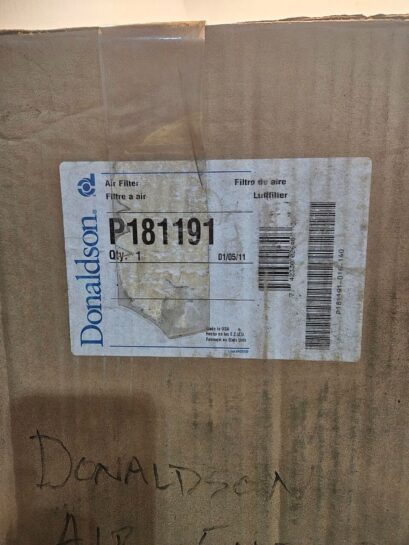 Donaldson.
Air Filter
Filtro de aire
Filtre a air
Luftfilter
P181191
Qty: 1
01/05/11
Made in USA
DONALDSON
AIR